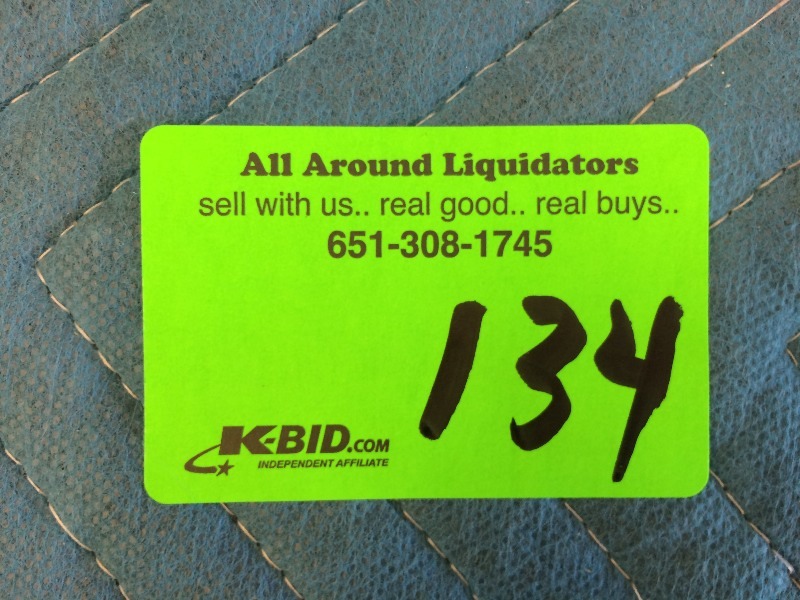 All Around Liquidators
sell with us.. real good.. real buys..
651-308-1745
134
K-BID.COM
INDEPENDENT AFFILIATE